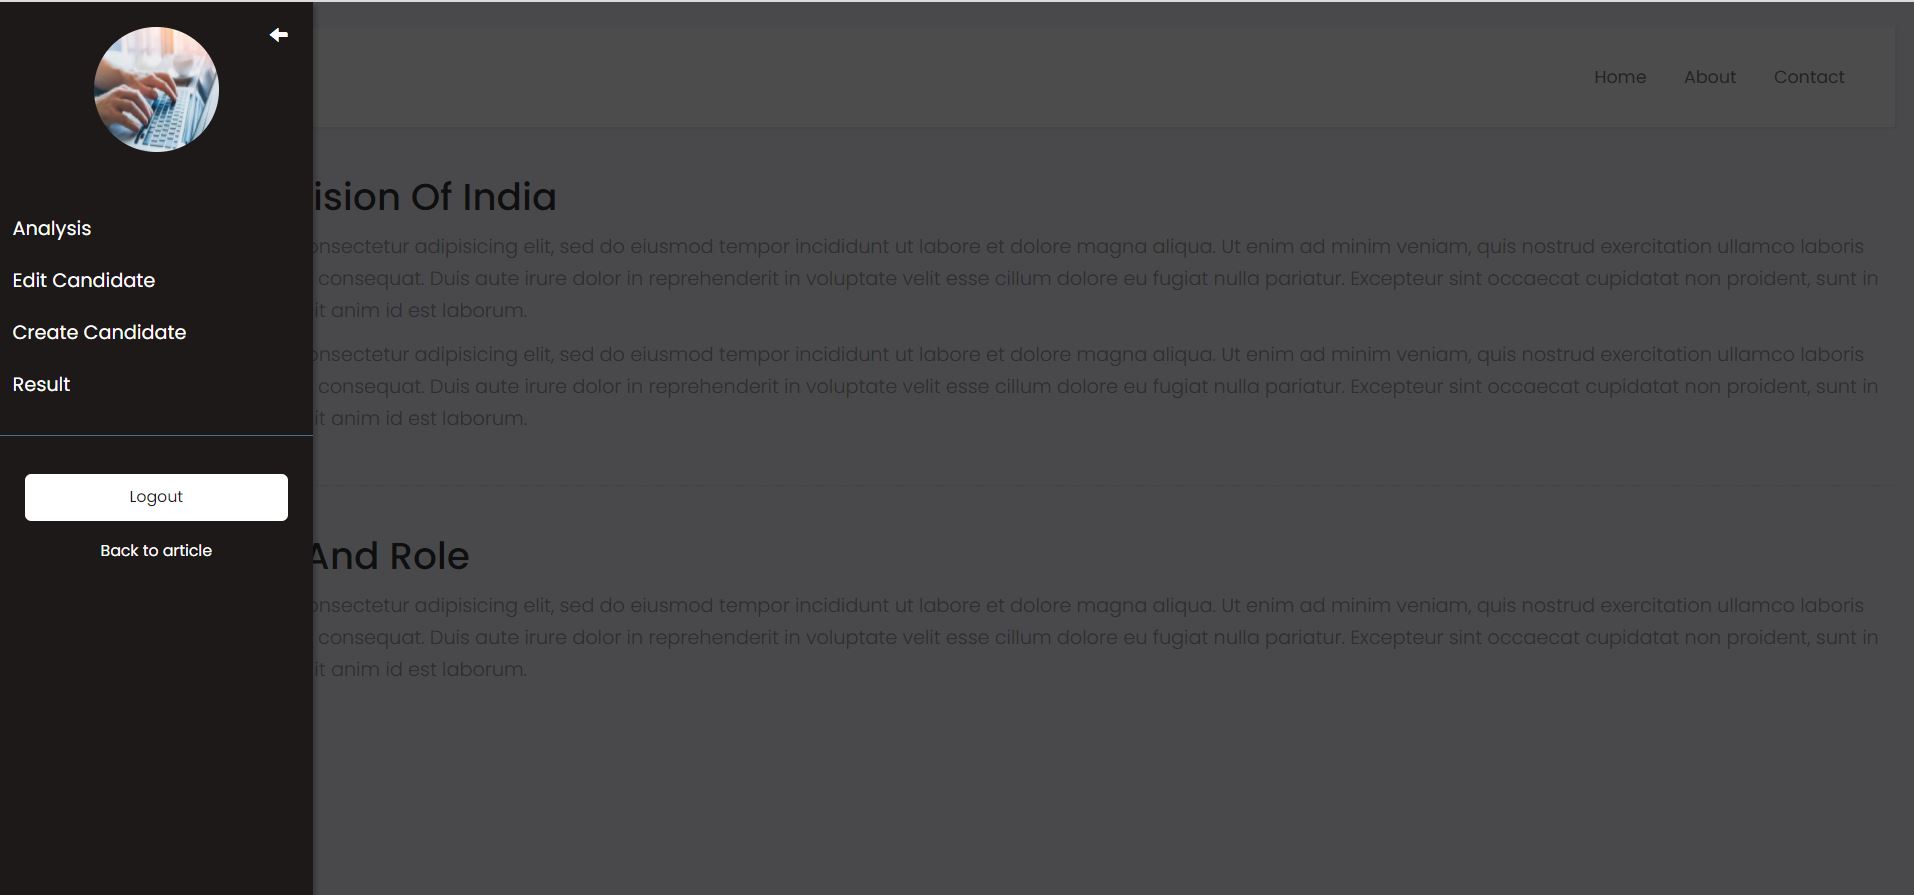 Home About Contact
Analysis
Edit Candidate
Create Candidate
Result
Logout
Back to article
Of India
adipisicing elit, sed do eiusmod tempor incididunt ut labore et dolore magna aliqua. Ut enim ad minim veniam, quis nostrud exercitation ullamco laboris
consequat. Duis aute irure dolor in reprehenderit in voluptate velit esse cillum dolore eu fugiat nulla pariatur. Excepteur sint occaecat cupidatat non proident, sunt in
anim id est laborum.
adipisicing elit, sed do eiusmod tempor incididunt ut labore et dolore magna aliqua. Ut enim ad minim veniam, quis nostrud exercitation ullamco laboris
consequat. Duis aute irure dolor in reprehenderit in voluptate velit esse cillum dolore eu fugiat nulla pariatur. Excepteur sint occaecat cupidatat non proident, sunt in
anim id est laborum.
And Role
adipisicing elit, sed do eiusmod tempor incididunt ut labore et dolore magna aliqua. Ut enim ad minim veniam, quis nostrud exercitation ullamco laboris
consequat. Duis aute irure dolor in reprehenderit in voluptate velit esse cillum dolore eu fugiat nulla pariatur. Excepteur sint occaecat cupidatat non proident, sunt in
anim id est laborum.